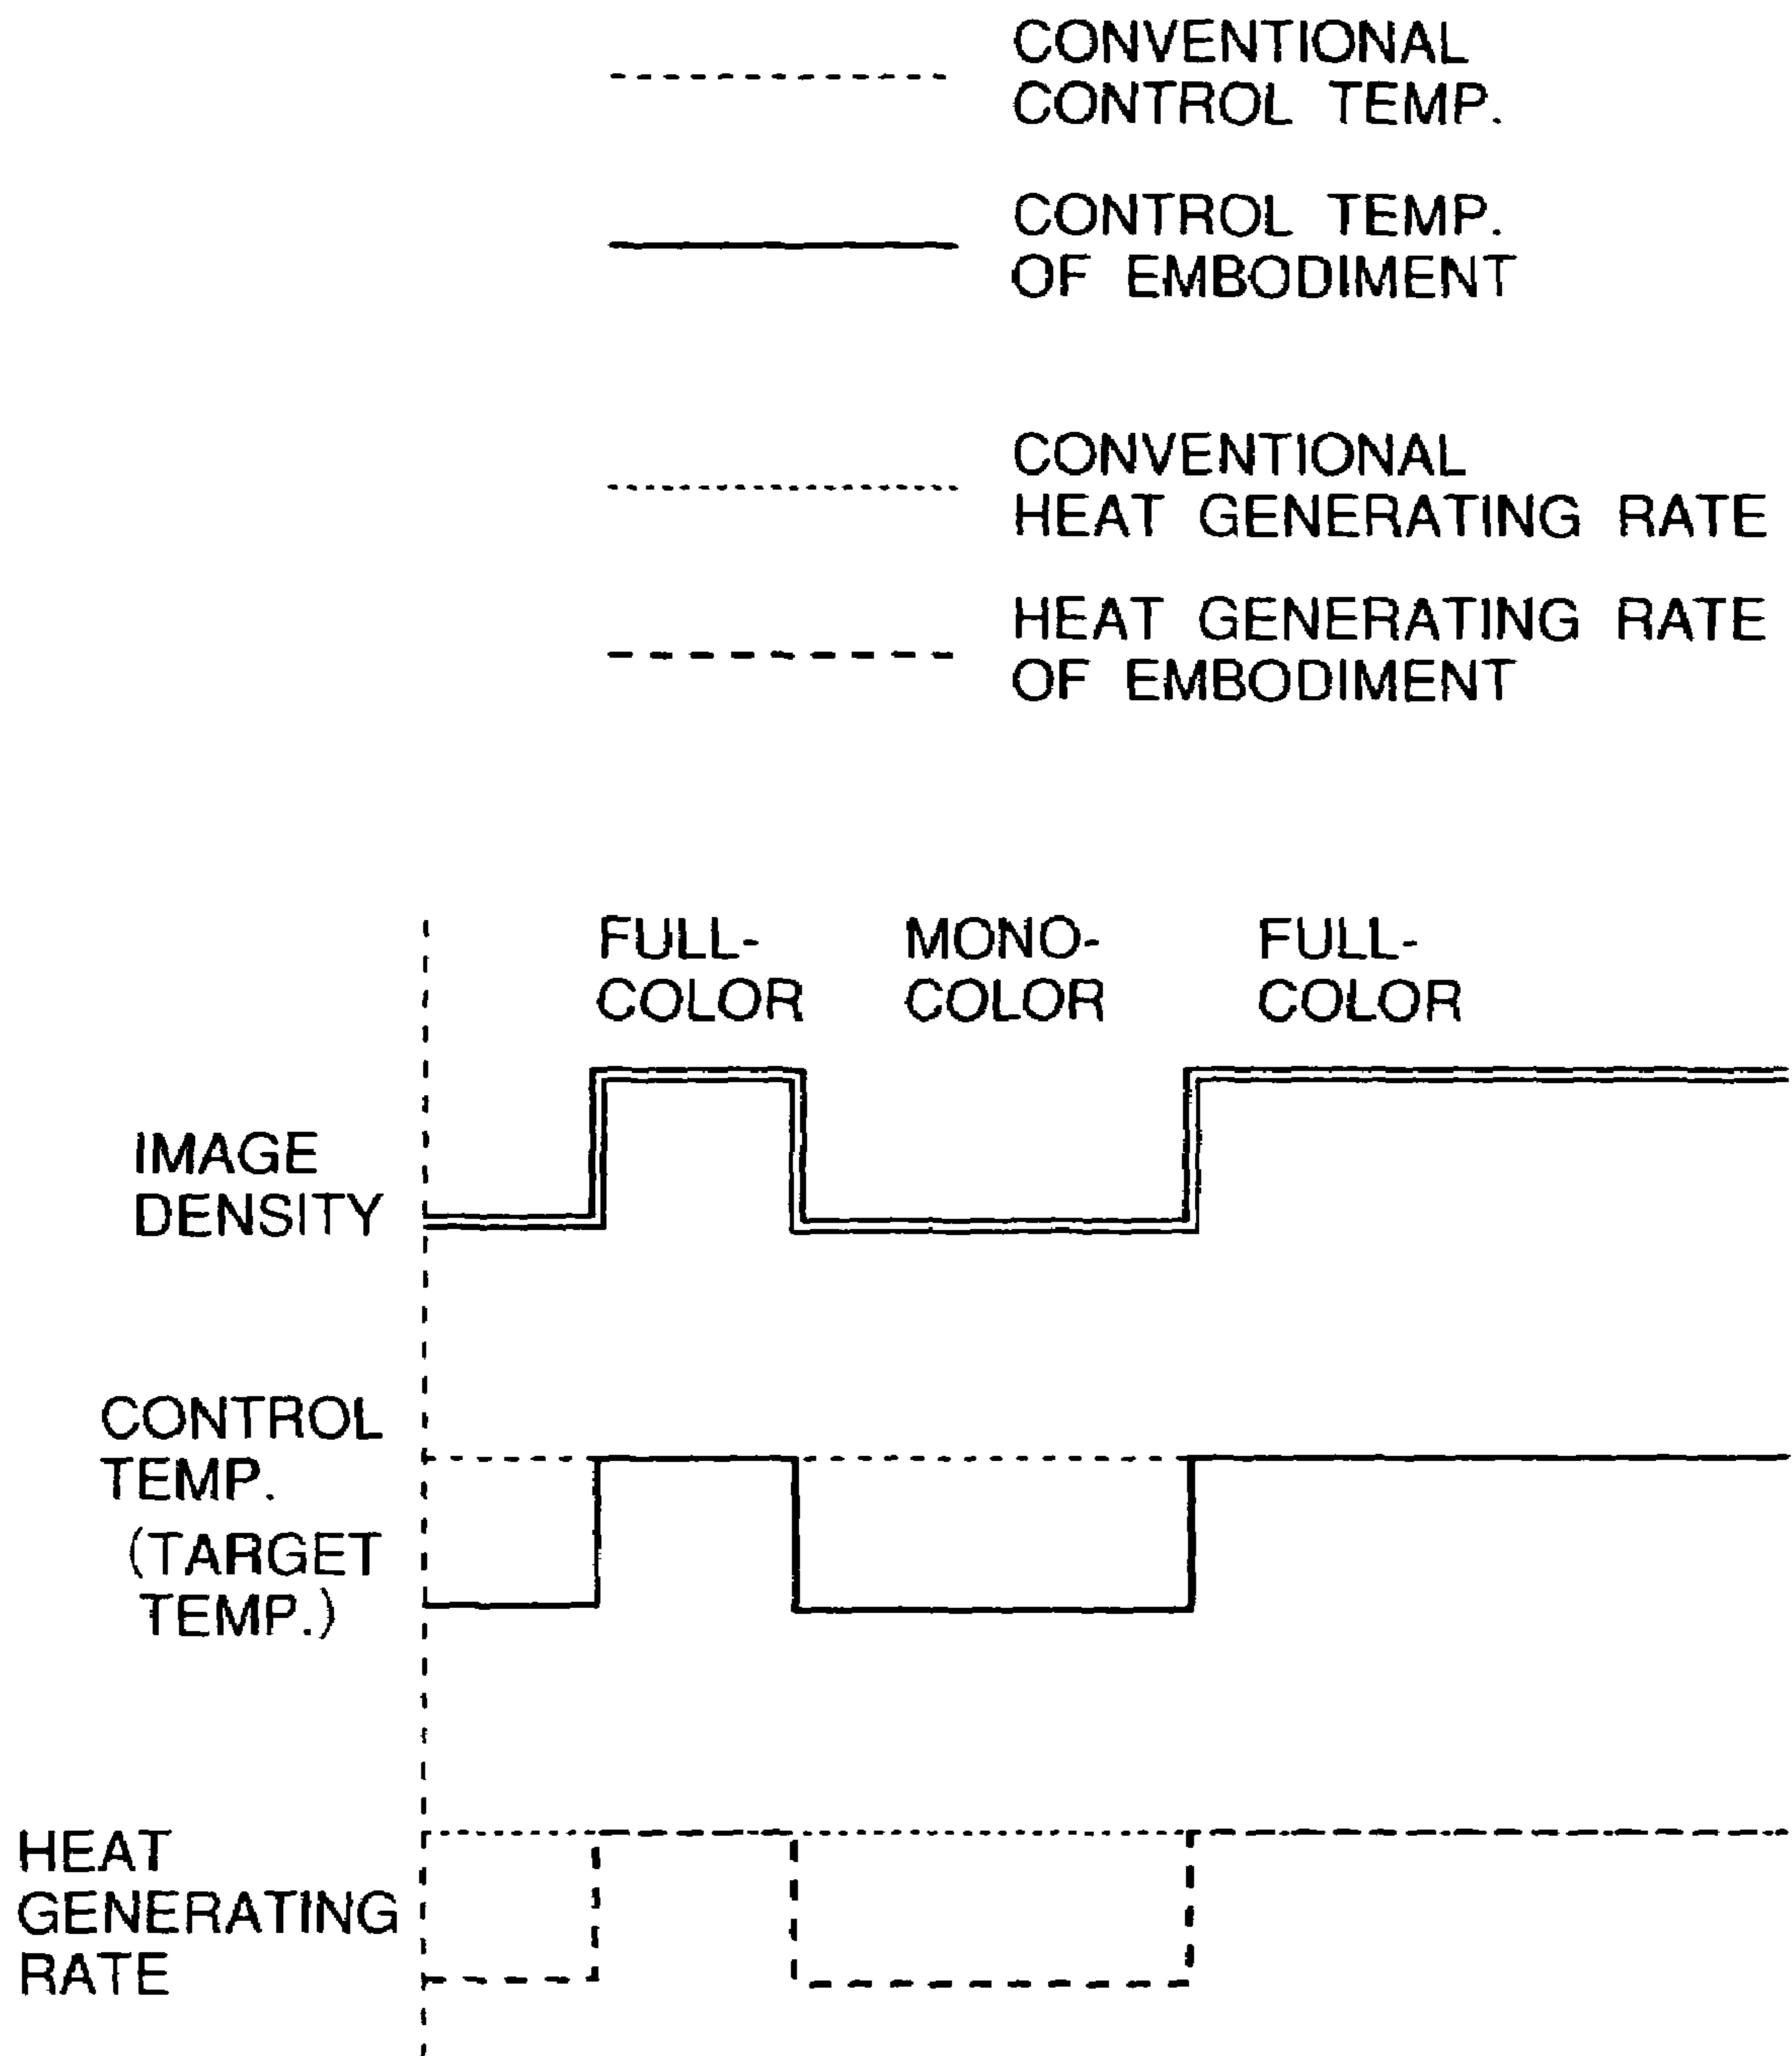 CONVENTIONAL
CONTROL TEMP.
CONTROL TEMP.
OF EMBODIMENT
CONVENTIONAL
HEAT GENERATING RATE
HEAT GENERATING RATE
OF EMBODIMENT
FULL-
COLOR
MONO-
COLOR
FULL-
COLOR
IMAGE
DENSITY
CONTROL
TEMP.
(TARGET
TEMP.)
HEAT
GENERATING
RATE